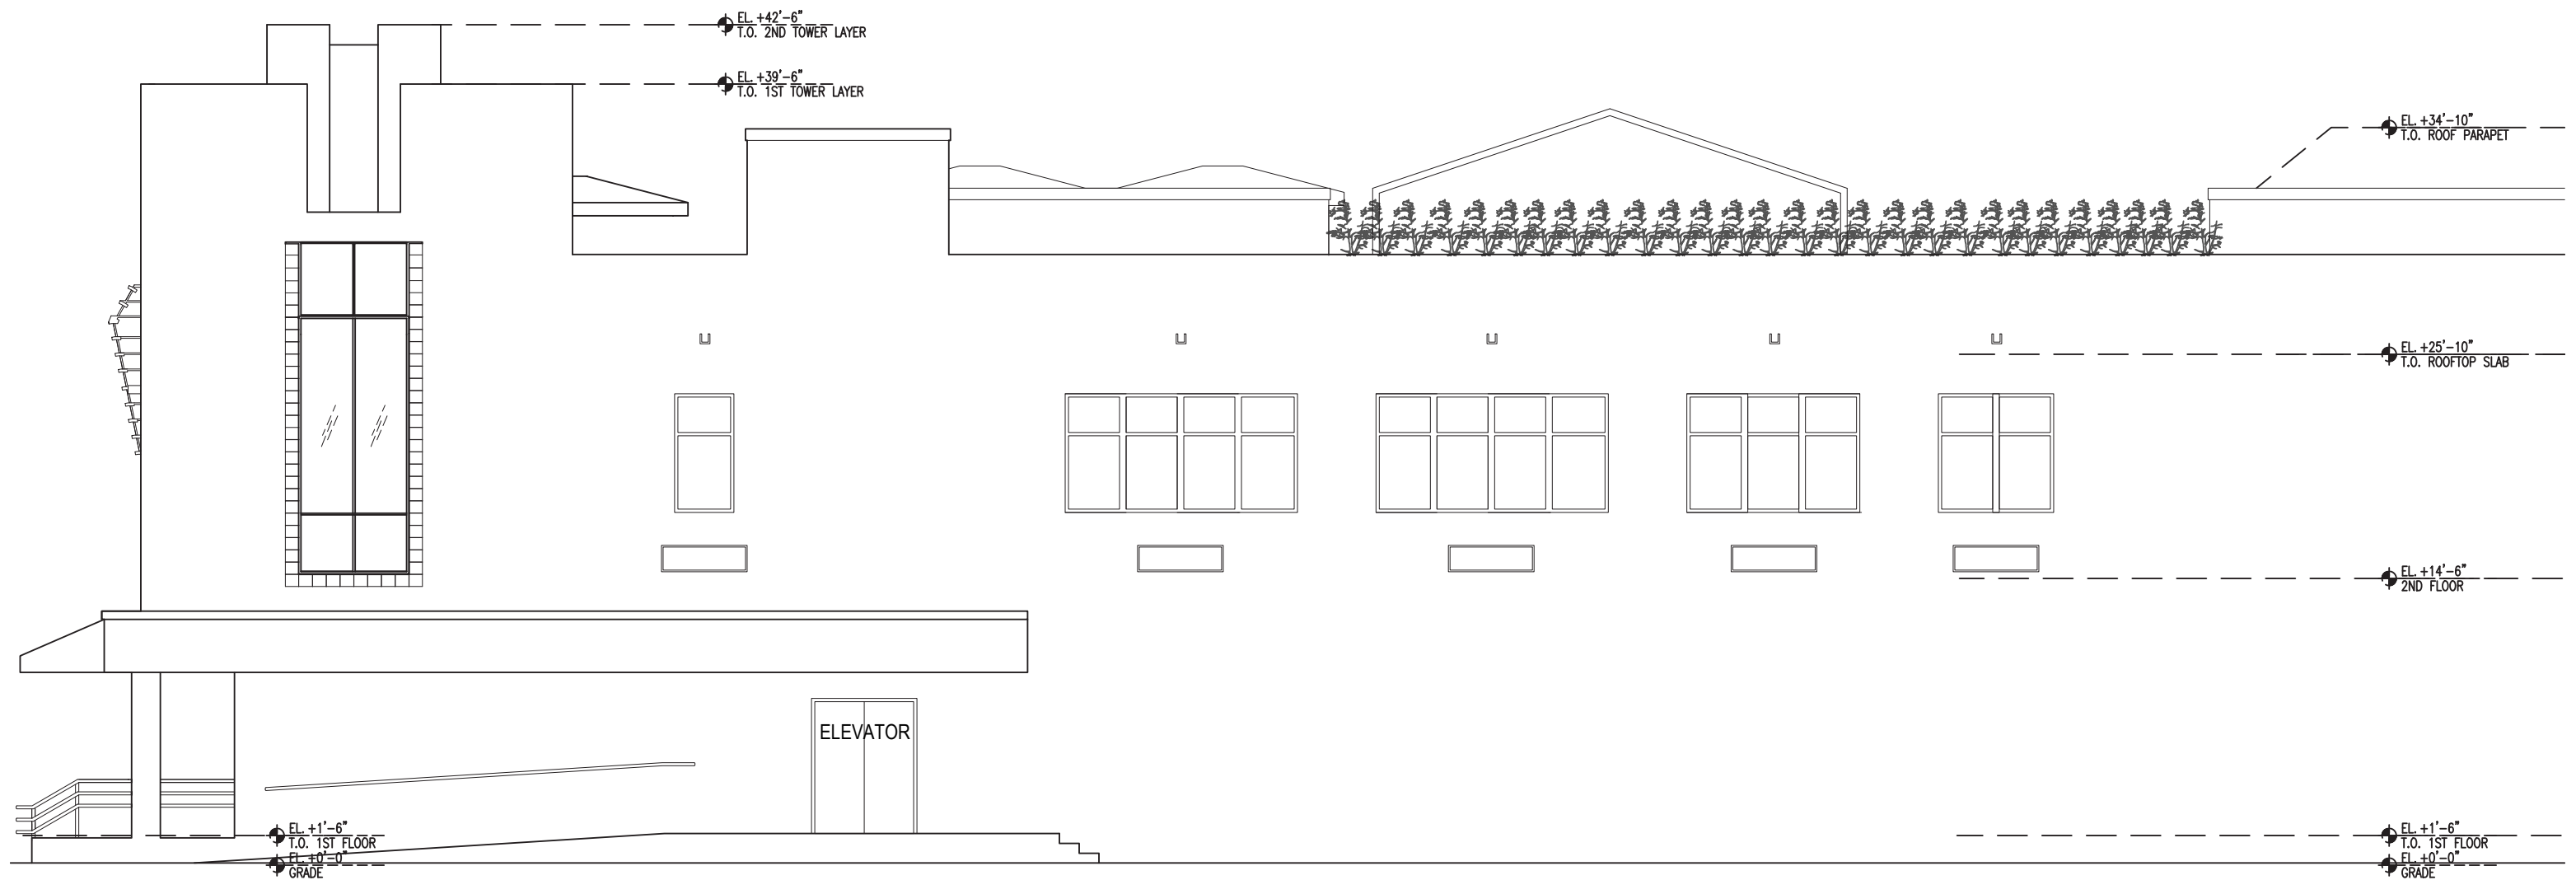 EL. +42'-6"
T.O. 2ND TOWER LAYER
EL. +39'-6"
T.O. 1ST TOWER LAYER
EL. +34'-10"
T.O. ROOF PARAPET
EL. +25'-10"
T.O. ROOFTOP SLAB
EL. +14'-6"
2ND FLOOR
ELEVATOR
EL. +1'-6"
T.O. 1ST FLOOR
EL. +0'-0"
GRADE
EL. +1'-6"
T.O. 1ST FLOOR
EL. +0'-0"
GRADE